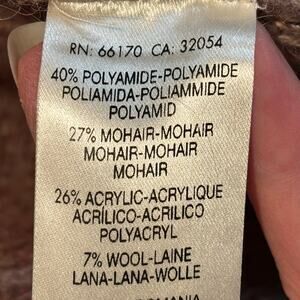 RN: 66170 CA: 32054
40% POLYAMIDE-POLYAMIDE
POLIAMIDA-POLIAMMIDE
POLYAMID
27% MOHAIR-MOHAIR
MOHAIR-MOHAIR
MOHAIR
26% ACRYLIC-ACRYLIQUE
ACRÍLICO-ACRILICO
POLYACRYL
7% WOOL-LAINE
LANA-LANA-WOLLE